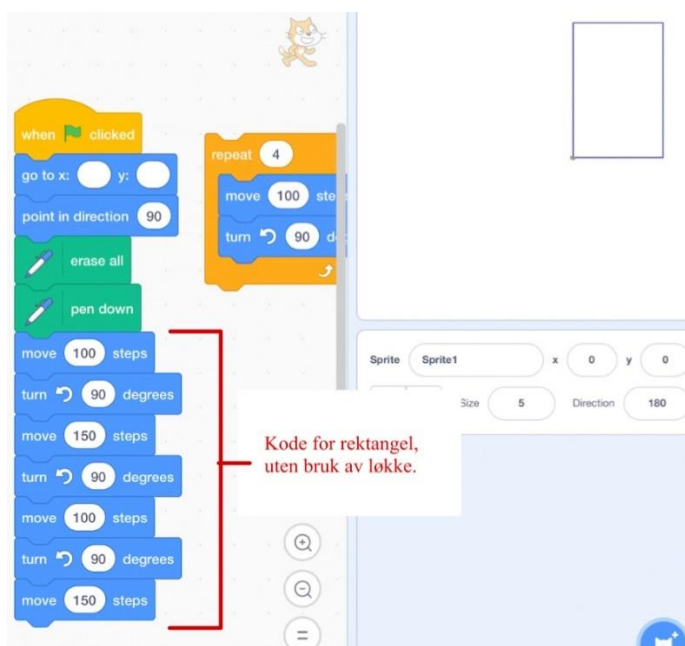 when clicked
go to x: y:
point in direction 90
erase all
pen down
move 100 steps
turn 90 degrees
move 150 steps
turn 90 degrees
move 100 steps
turn 90 degrees
move 150 steps
repeat 4
move 100 ste
turn 90 d
Kode for rektangel,
uten bruk av løkke.
Sprite Sprite1 x 0 y 0
Size 5 Direction 180